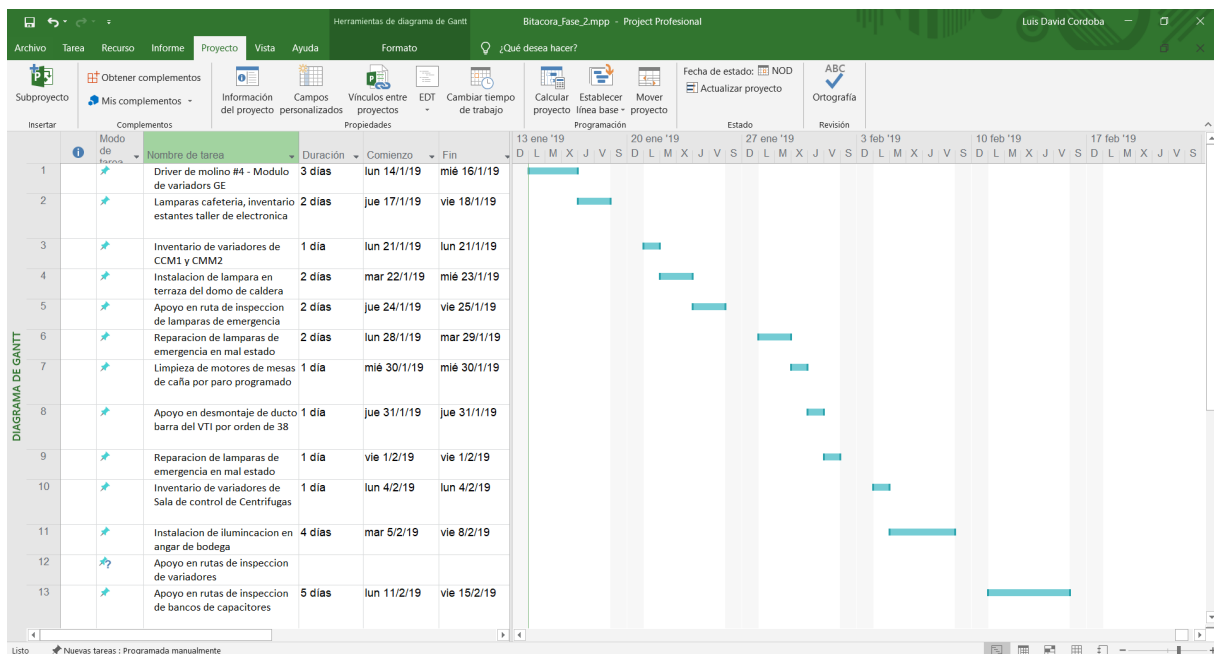 Herramientas de diagrama de Gantt
Bitacora_Fase_2.mpp - Project Profesional
Luis David Cordoba
Archivo Tarea Recurso Informe Proyecto Vista Ayuda Formato ¿Qué desea hacer?
Subproyecto
Obtener complementos
Mis complementos
Información del proyecto
Campos personalizados
Vínculos entre proyectos
EDT
Cambiar tiempo de trabajo
Calcular proyecto
Establecer línea base
Mover proyecto
Fecha de estado: NOD
Actualizar proyecto
ABC
Ortografía
Insertar Complementos Propiedades Programación Estado Revisión
Modo de tarea Nombre de tarea Duración Comienzo Fin
13 ene '19 20 ene '19 27 ene '19 3 feb '19 10 feb '19 17 feb '19
D L M X J V S D L M X J V S D L M X J V S D L M X J V S D L M X J V S D L M X J V S
DIAGRAMA DE GANTT
1 Driver de molino #4 - Modulo 3 días lun 14/1/19 mié 16/1/19
de variadors GE
2 Lamparas cafeteria, inventario 2 días jue 17/1/19 vie 18/1/19
estantes taller de electronica
3 Inventario de variadores de 1 día lun 21/1/19 lun 21/1/19
CCM1 y CMM2
4 Instalacion de lampara en 2 días mar 22/1/19 mié 23/1/19
terraza del domo de caldera
5 Apoyo en ruta de inspeccion 2 días jue 24/1/19 vie 25/1/19
de lamparas de emergencia
6 Reparacion de lamparas de 2 días lun 28/1/19 mar 29/1/19
emergencia en mal estado
7 Limpieza de motores de mesas 1 día mié 30/1/19 mié 30/1/19
de caña por paro programado
8 Apoyo en desmontaje de ducto 1 día jue 31/1/19 jue 31/1/19
barra del VTI por orden de 38
9 Reparacion de lamparas de 1 día vie 1/2/19 vie 1/2/19
emergencia en mal estado
10 Inventario de variadores de 1 día lun 4/2/19 lun 4/2/19
Sala de control de Centrifugas
11 Instalacion de ilumincacion en 4 días mar 5/2/19 vie 8/2/19
angar de bodega
12 Apoyo en rutas de inspeccion
de variadores
13 Apoyo en rutas de inspeccion 5 días lun 11/2/19 vie 15/2/19
de bancos de capacitores
Listo Nuevas tareas : Programada manualmente